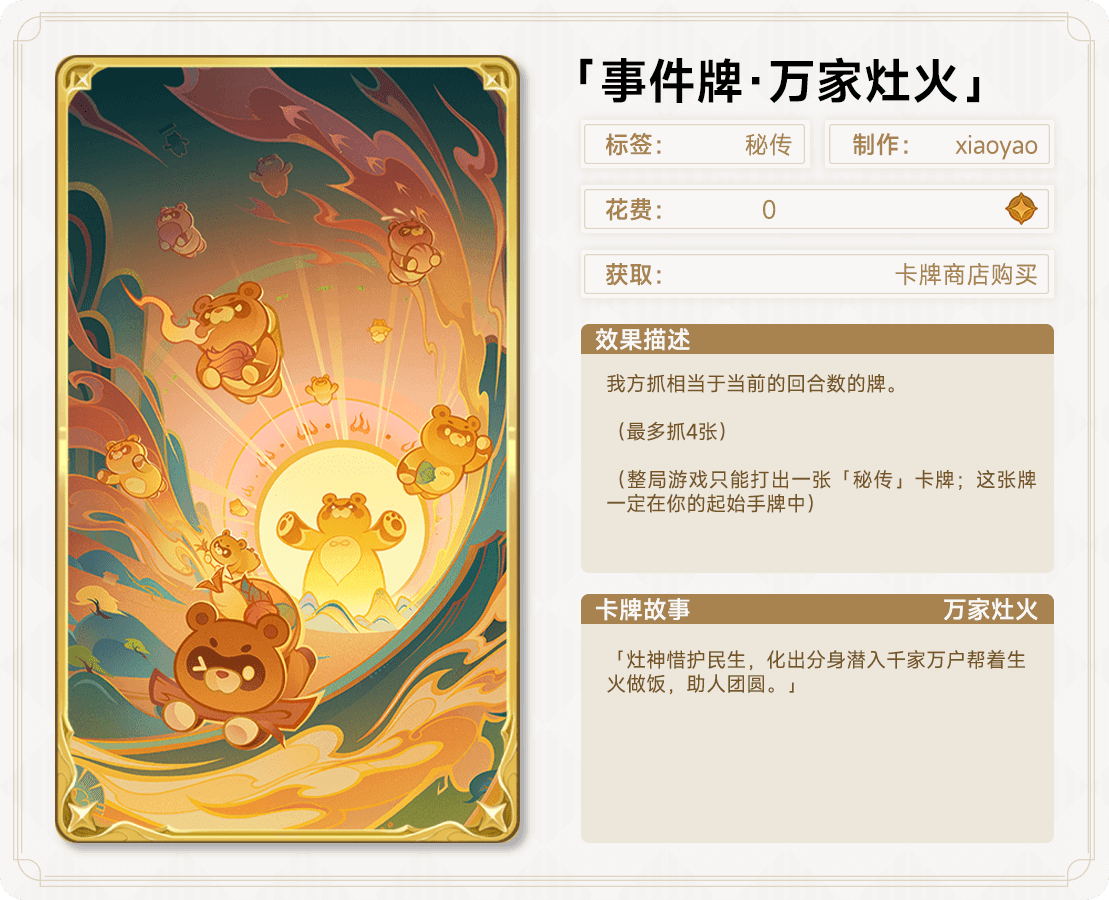 「事件牌·万家灶火」
标签： 秘传 制作： xiaoyao
花费： 0
获取： 卡牌商店购买
效果描述
我方抓相当于当前的回合数的牌。
（最多抓4张）
（整局游戏只能打出一张「秘传」卡牌；这张牌
一定在你的起始手牌中）
卡牌故事 万家灶火
「灶神惜护民生，化出分身潜入千家万户帮着生
火做饭，助人团圆。」